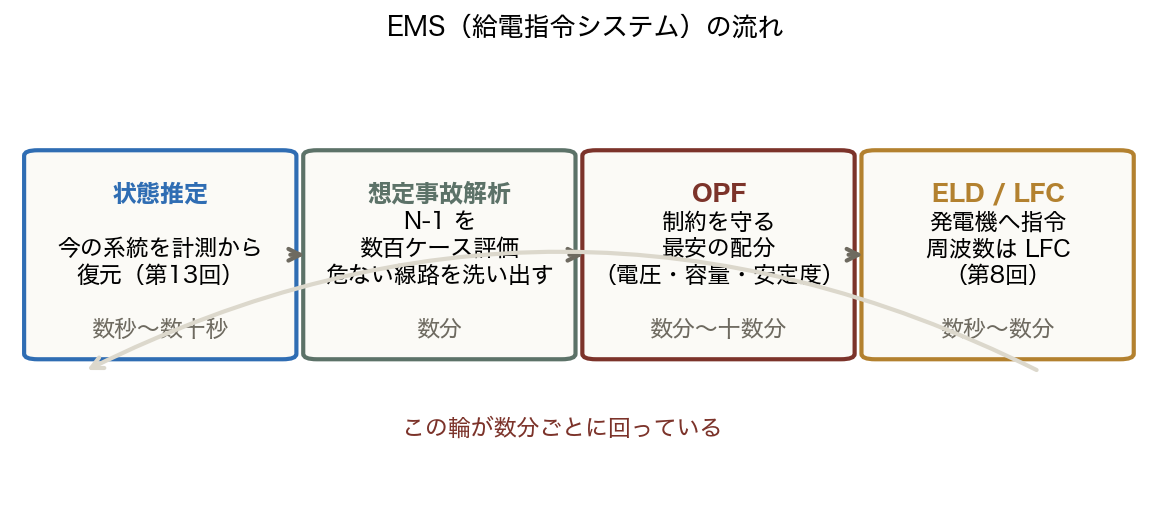 EMS（給電指令システム）の流れ
状態推定
今の系統を計測から
復元（第13回）
数秒〜数十秒
想定事故解析
N-1 を
数百ケース評価
危ない線路を洗い出す
数分
OPF
制約を守る
最安の配分
（電圧・容量・安定度）
数分〜十数分
ELD / LFC
発電機へ指令
周波数は LFC
（第8回）
数秒〜数分
この輪が数分ごとに回っている